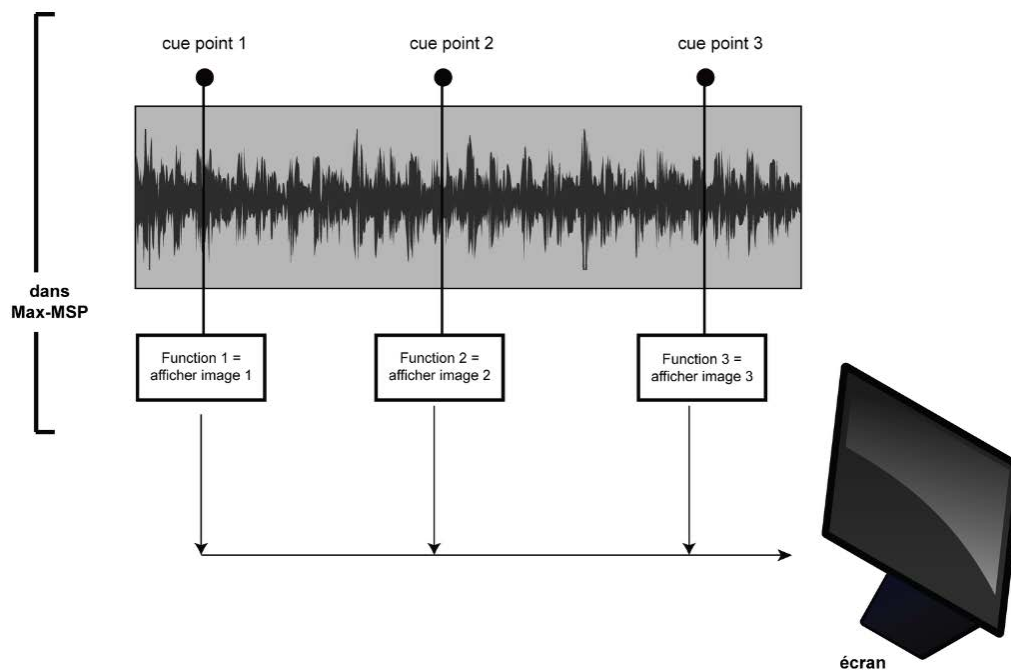 cue point 1
cue point 2
cue point 3
dans
Max-MSP
Function 1 =
afficher image 1
Function 2 =
afficher image 2
Function 3 =
afficher image 3
écran